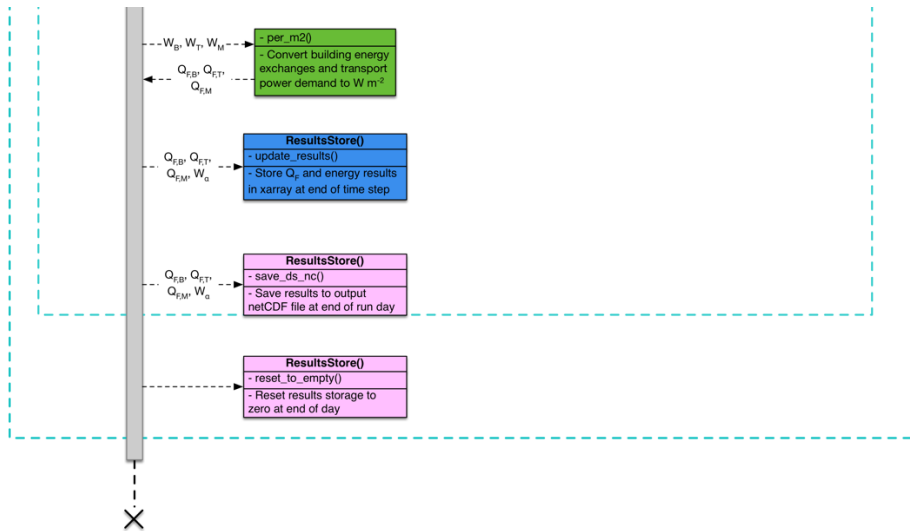 - per_m2()
W_B, W_T, W_M
- Convert building energy
exchanges and transport
power demand to W m⁻²
Q_F,B, Q_F,T,
Q_F,M
ResultsStore()
- update_results()
- Store Q_F and energy results
in xarray at end of time step
Q_F,B, Q_F,T,
Q_F,M, W_α
ResultsStore()
- save_ds_nc()
- Save results to output
netCDF file at end of run day
Q_F,B, Q_F,T,
Q_F,M, W_α
ResultsStore()
- reset_to_empty()
- Reset results storage to
zero at end of day